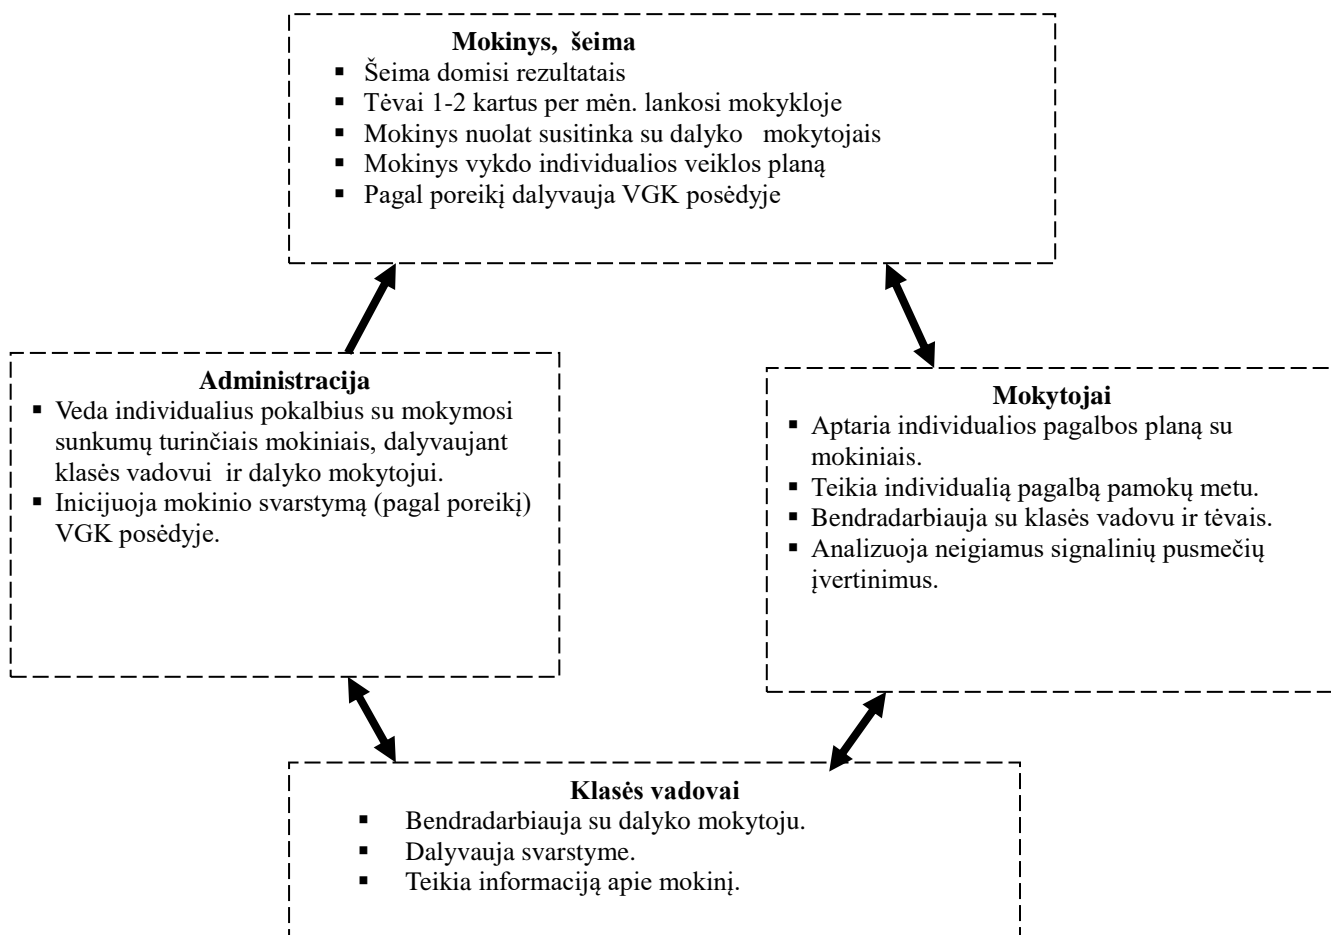 Mokinys, šeima
▪ Šeima domisi rezultatais
▪ Tėvai 1-2 kartus per mėn. lankosi mokykloje
▪ Mokinys nuolat susitinka su dalyko mokytojais
▪ Mokinys vykdo individualios veiklos planą
▪ Pagal poreikį dalyvauja VGK posėdyje
Administracija
▪ Veda individualius pokalbius su mokymosi
sunkumų turinčiais mokiniais, dalyvaujant
klasės vadovui ir dalyko mokytojui.
▪ Inicijuoja mokinio svarstymą (pagal poreikį)
VGK posėdyje.
Mokytojai
▪ Aptaria individualios pagalbos planą su
mokiniais.
▪ Teikia individualią pagalbą pamokų metu.
▪ Bendradarbiauja su klasės vadovu ir tėvais.
▪ Analizuoja neigiamus signalinių pusmečių
įvertinimus.
Klasės vadovai
▪ Bendradarbiauja su dalyko mokytoju.
▪ Dalyvauja svarstyme.
▪ Teikia informaciją apie mokinį.